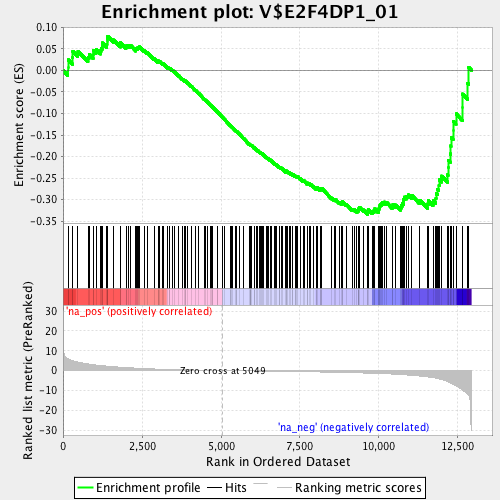 Enrichment plot: V$E2F4DP1_01
Enrichment score (ES)
0.10
0.05
0.00
-0.05
-0.10
-0.15
-0.20
-0.25
-0.30
-0.35
'na_pos' (positively correlated)
Ranked list metric (PreRanked)
30
20
10
0
-10
-20
-30
Zero cross at 5049
'na_neg' (negatively correlated)
0
2,500
5,000
7,500
10,000
12,500
Rank in Ordered Dataset
Enrichment profile
Hits
Ranking metric scores